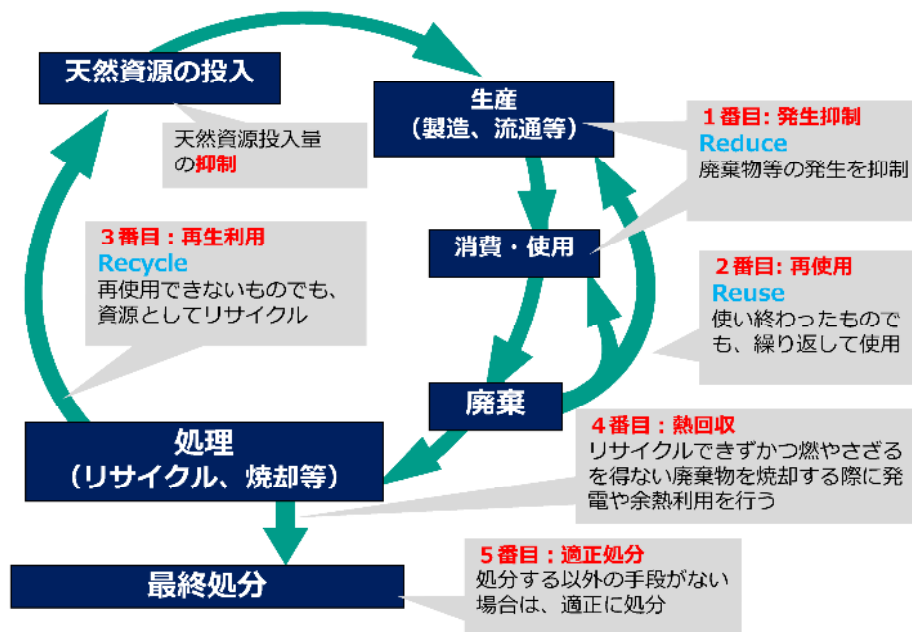 天然資源の投入
天然資源投入量
の抑制
生産
（製造、流通等）
1番目: 発生抑制
Reduce
廃棄物等の発生を抑制
消費・使用
2番目: 再使用
Reuse
使い終わったもので
も、繰り返して使用
3番目：再生利用
Recycle
再使用できないものでも、
資源としてリサイクル
廃棄
処理
（リサイクル、焼却等）
4番目：熱回収
リサイクルできずかつ燃やさざる
を得ない廃棄物を焼却する際に発
電や余熱利用を行う
最終処分
5番目：適正処分
処分する以外の手段がない
場合は、適正に処分